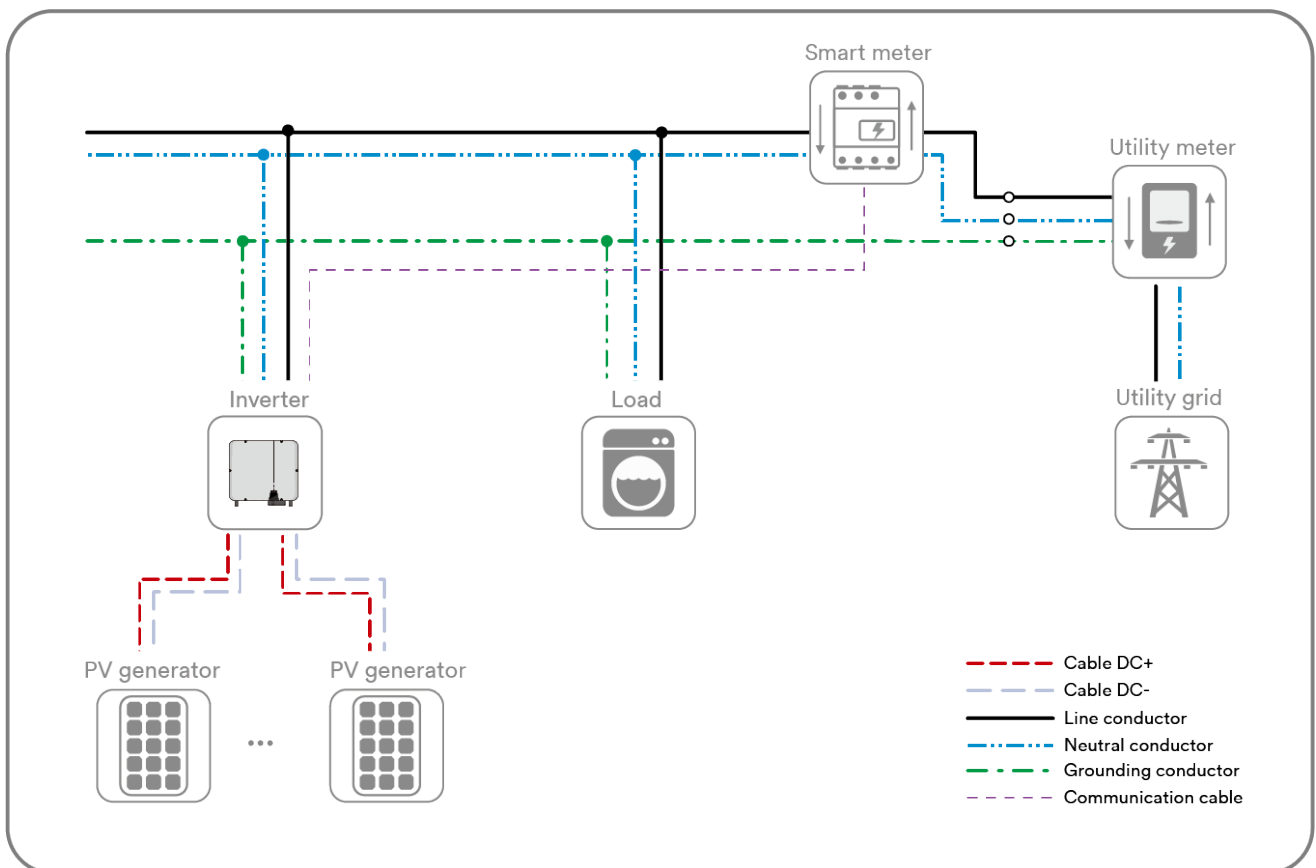 Smart meter
Utility meter
Inverter
Load
Utility grid
PV generator
PV generator
...
Cable DC+
Cable DC-
Line conductor
Neutral conductor
Grounding conductor
Communication cable